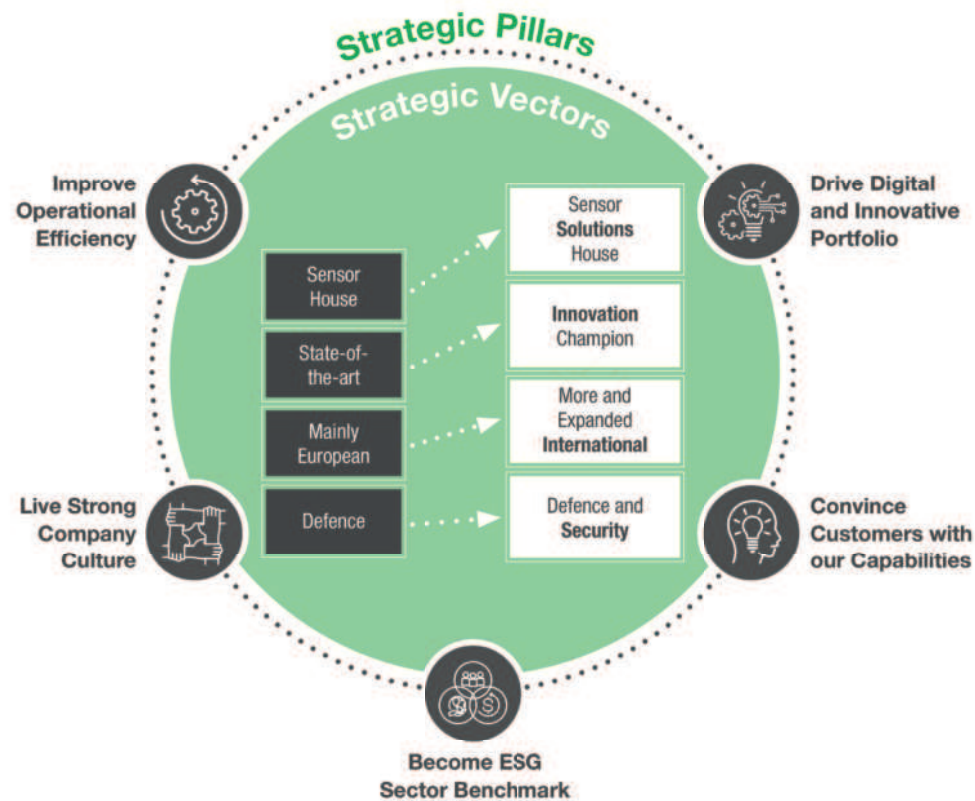 Strategic Pillars
Strategic Vectors
Improve
Operational
Efficiency
Drive Digital
and Innovative
Portfolio
Sensor
House
Sensor
Solutions
House
State-of-
the-art
Innovation
Champion
Mainly
European
More and
Expanded
International
Defence
Defence and
Security
Live Strong
Company
Culture
Convince
Customers with
our Capabilities
Become ESG
Sector Benchmark